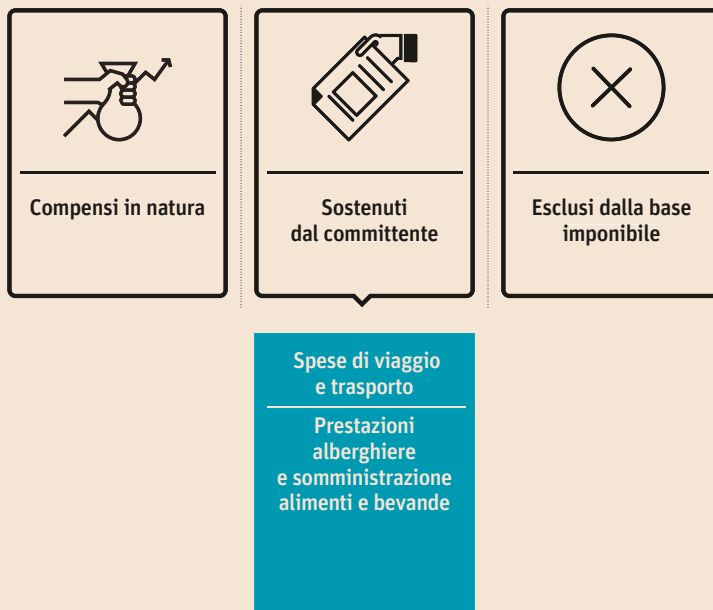 Compensi in natura
Sostenuti
dal committente
Esclusi dalla base
imponibile
Spese di viaggio
e trasporto
Prestazioni
alberghiere
e somministrazione
alimenti e bevande